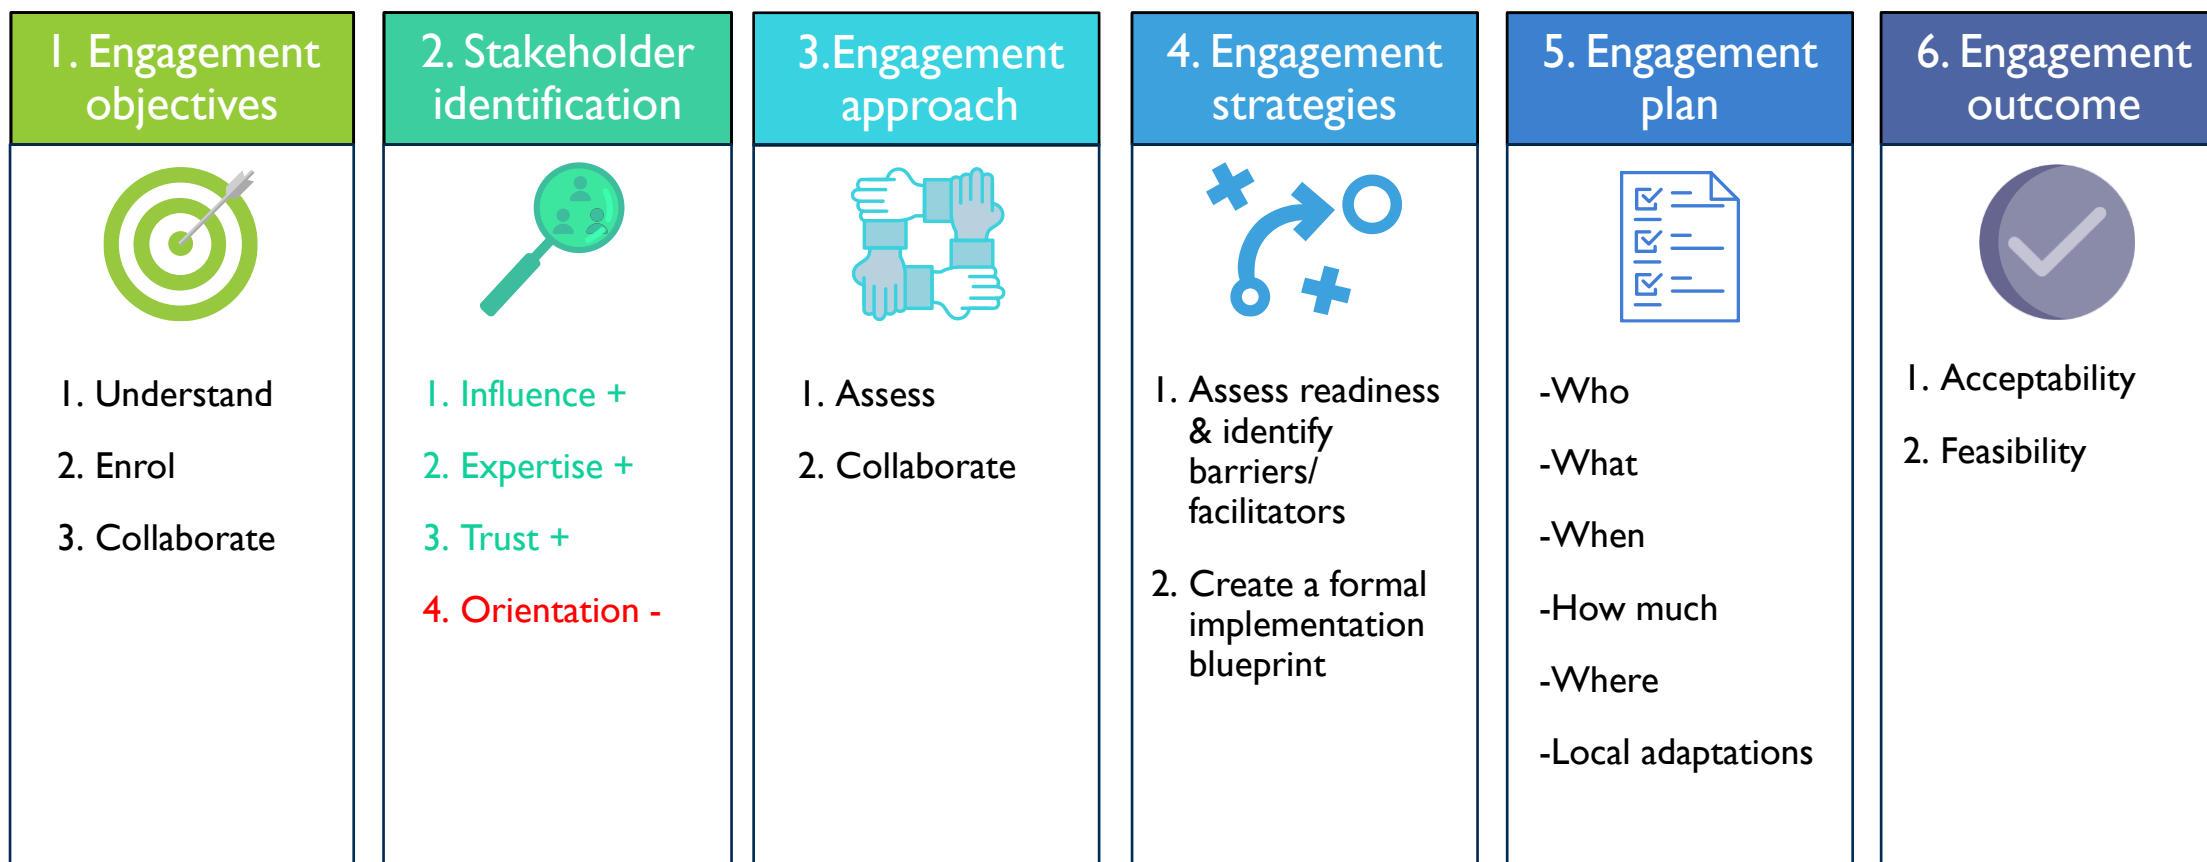 1. Engagement
objectives
1. Understand
2. Enrol
3. Collaborate
2. Stakeholder
identification
1. Influence +
2. Expertise +
3. Trust +
4. Orientation -
3.Engagement
approach
1. Assess
2. Collaborate
4. Engagement
strategies
1. Assess readiness
& identify
barriers/
facilitators
2. Create a formal
implementation
blueprint
5. Engagement
plan
-Who
-What
-When
-How much
-Where
-Local adaptations
6. Engagement
outcome
1. Acceptability
2. Feasibility